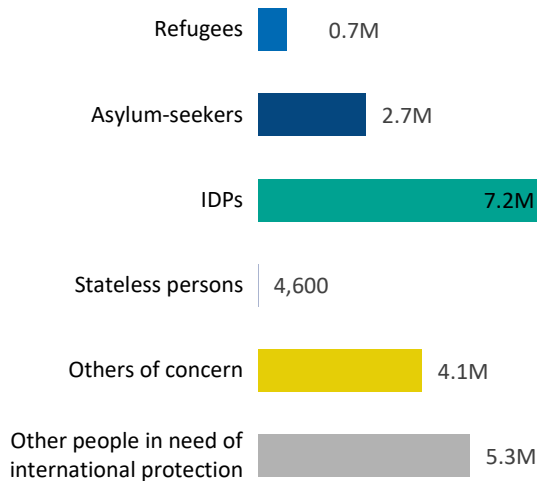 Refugees 0.7M
Asylum-seekers 2.7M
IDPs 7.2M
Stateless persons 4,600
Others of concern 4.1M
Other people in need of
international protection 5.3M